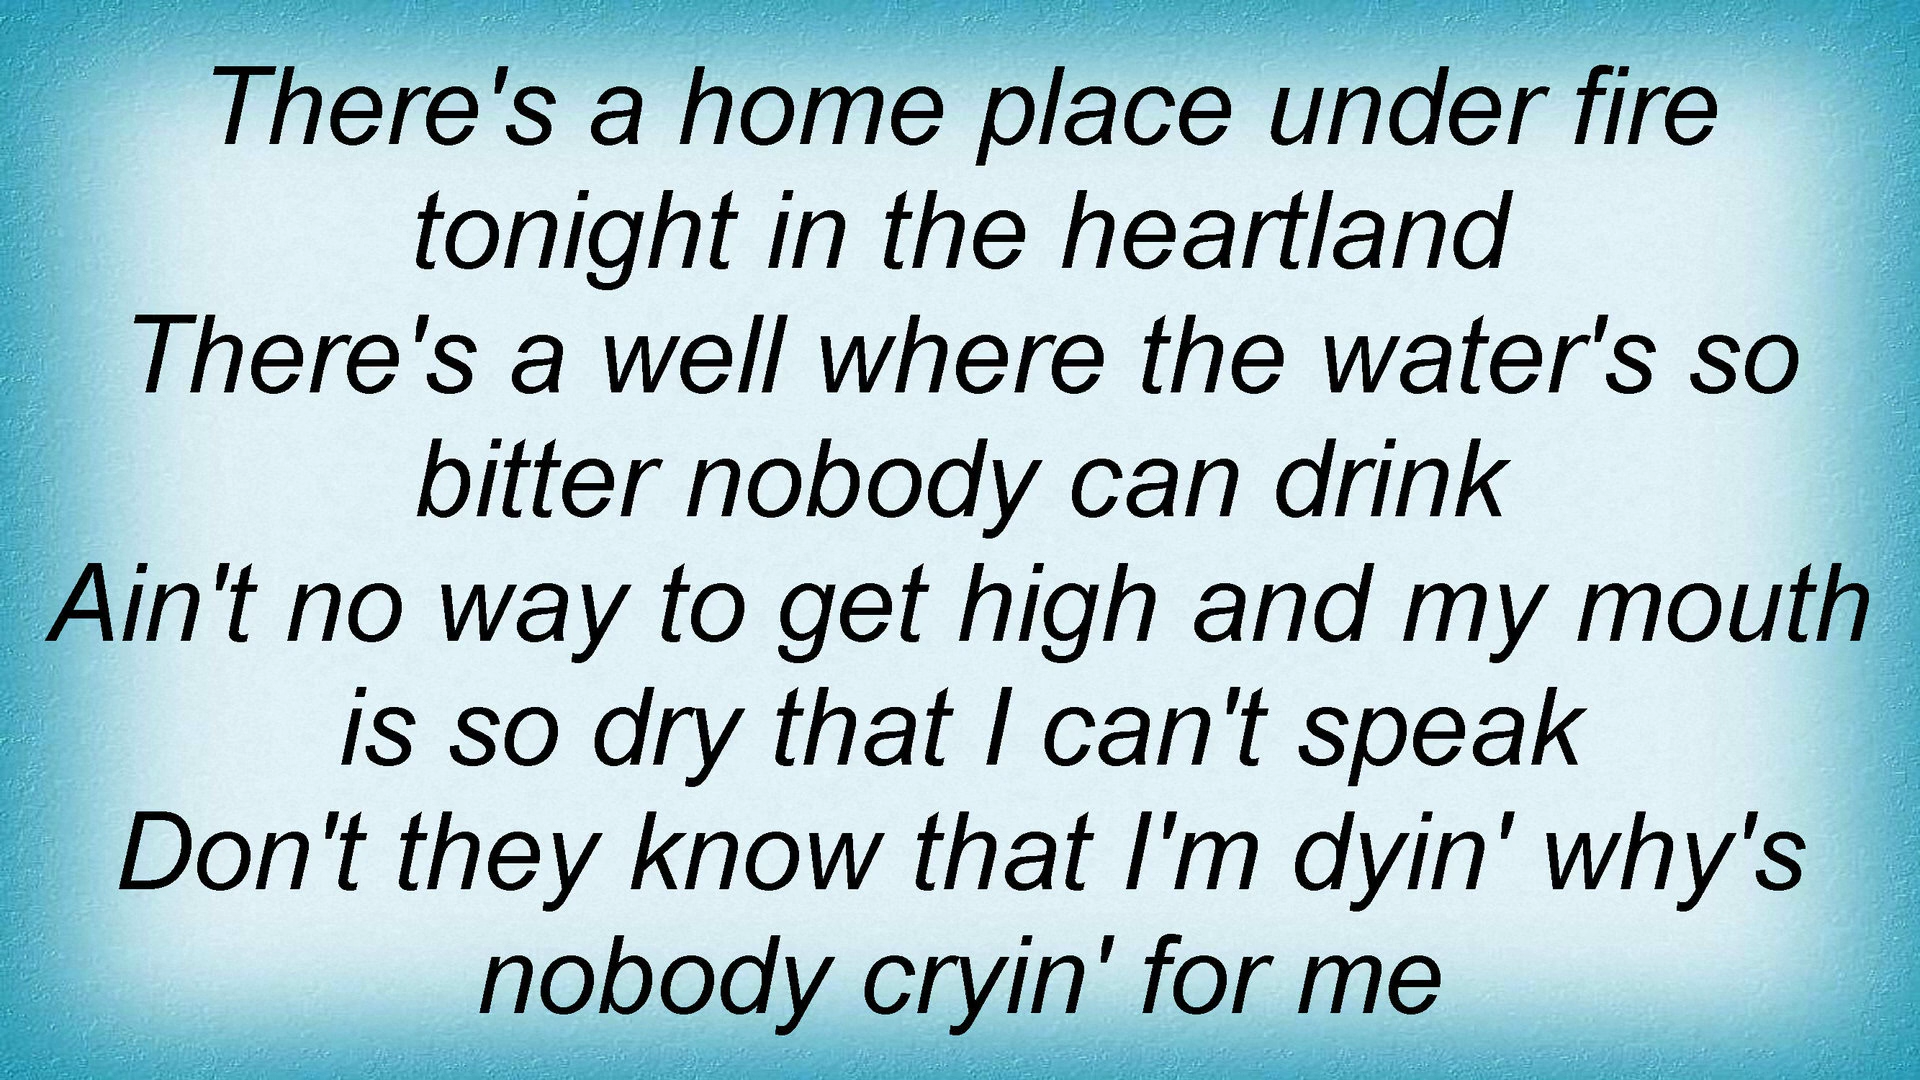 There's a home place under fire
tonight in the heartland
There's a well where the water's so
bitter nobody can drink
Ain't no way to get high and my mouth
is so dry that I can't speak
Don't they know that I'm dyin' why's
nobody cryin' for me